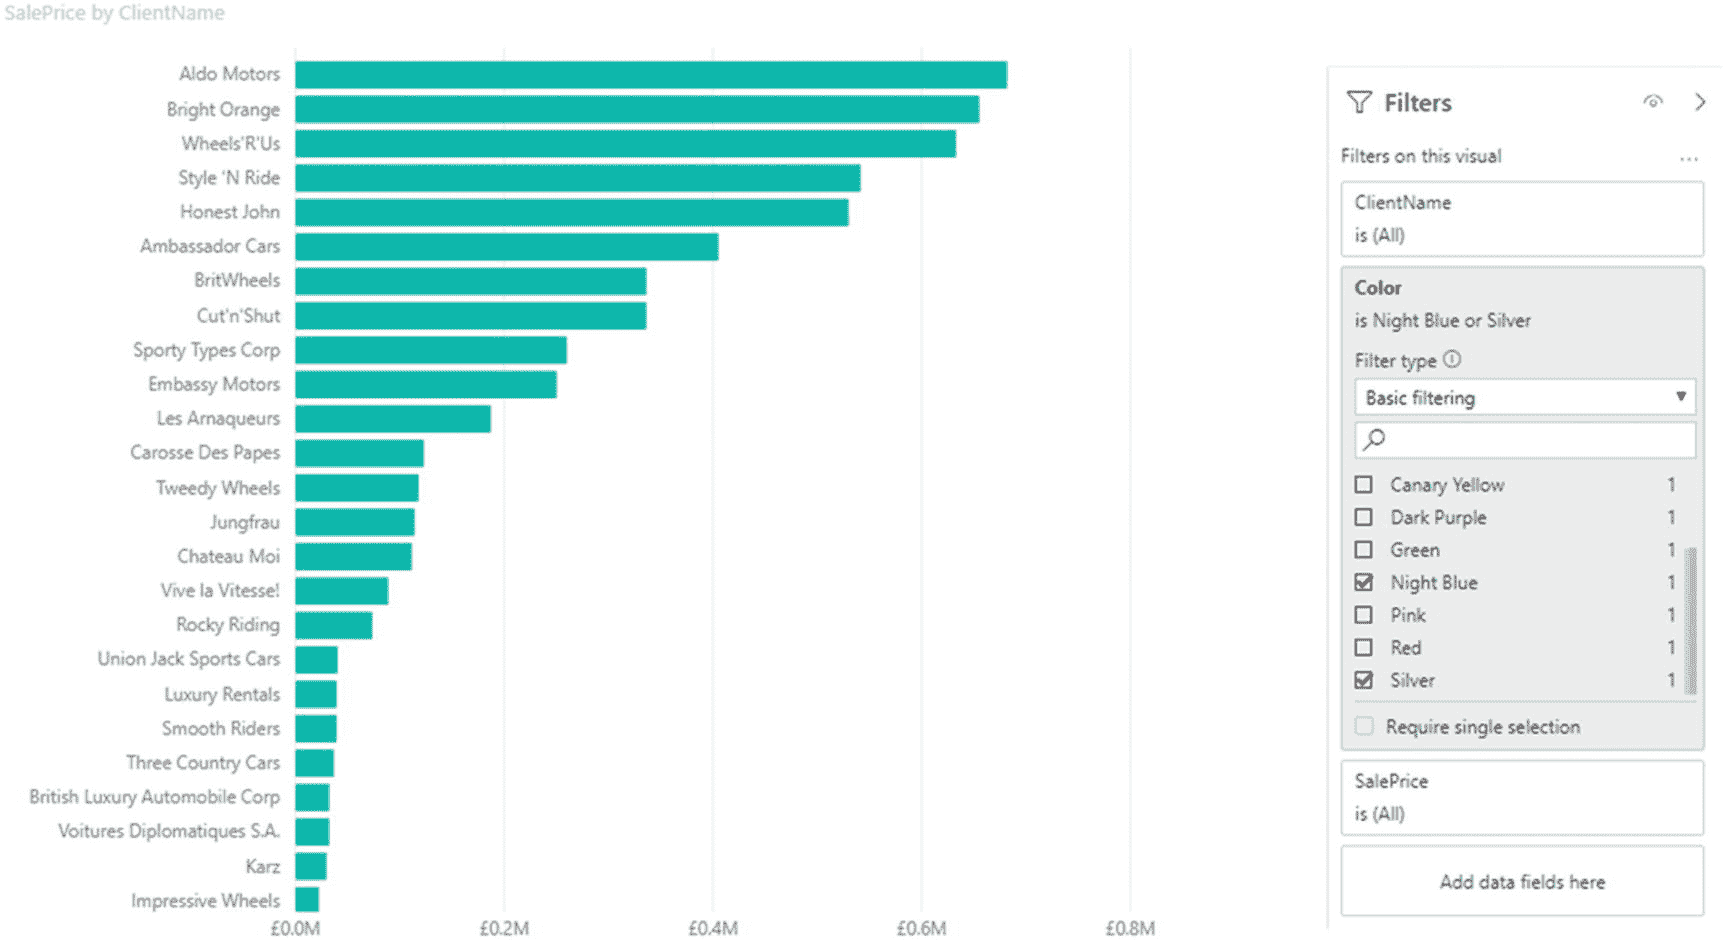 SalePrice by ClientName
Aldo Motors
Bright Orange
Wheels'R'Us
Style 'N Ride
Honest John
Ambassador Cars
BritWheels
Cut'n'Shut
Sporty Types Corp
Embassy Motors
Les Arnaqueurs
Carosse Des Papes
Tweedy Wheels
Jungfrau
Chateau Moi
Vive la Vitesse!
Rocky Riding
Union Jack Sports Cars
Luxury Rentals
Smooth Riders
Three Country Cars
British Luxury Automobile Corp
Voitures Diplomatiques S.A.
Karz
Impressive Wheels
£0.0M £0.2M £0.4M £0.6M £0.8M
Filters
Filters on this visual ...
ClientName
is (All)
Color
is Night Blue or Silver
Filter type
Basic filtering
Canary Yellow 1
Dark Purple 1
Green 1
Night Blue 1
Pink 1
Red 1
Silver 1
Require single selection
SalePrice
is (All)
Add data fields here